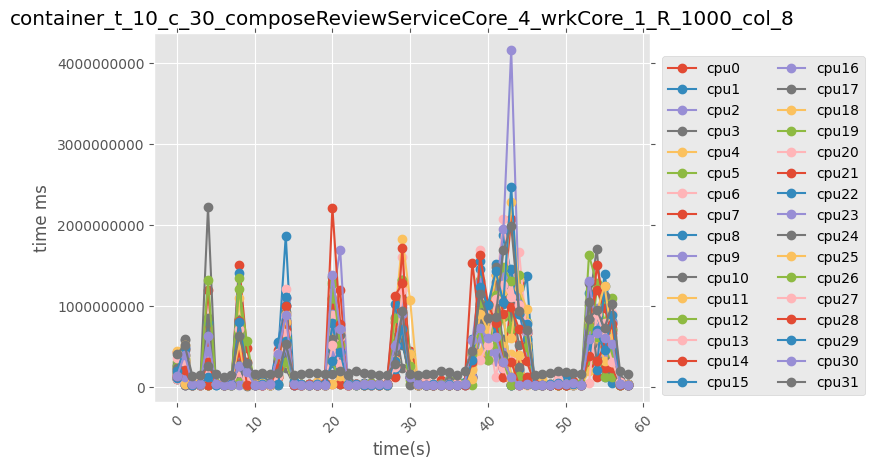 container_t_10_c_30_composeReviewServiceCore_4_wrkCore_1_R_1000_col_8
4000000000
3000000000
2000000000
1000000000
0
time ms
0 10 20 30 40 50 60
time(s)
cpu0 cpu16
cpu1 cpu17
cpu2 cpu18
cpu3 cpu19
cpu4 cpu20
cpu5 cpu21
cpu6 cpu22
cpu7 cpu23
cpu8 cpu24
cpu9 cpu25
cpu10 cpu26
cpu11 cpu27
cpu12 cpu28
cpu13 cpu29
cpu14 cpu30
cpu15 cpu31